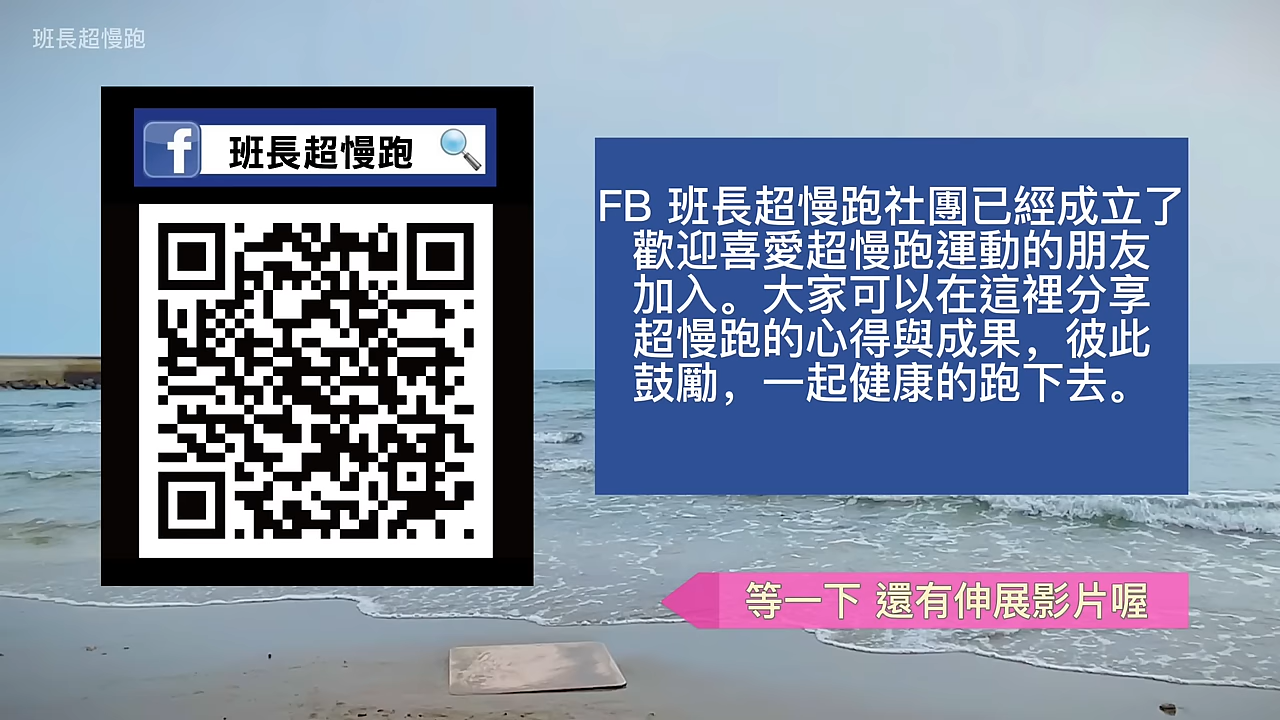 班長超慢跑
f 班長超慢跑
FB 班長超慢跑社團已經成立了
歡迎喜愛超慢跑運動的朋友
加入。大家可以在這裡分享
超慢跑的心得與成果，彼此
鼓勵，一起健康的跑下去。
等一下 還有伸展影片喔